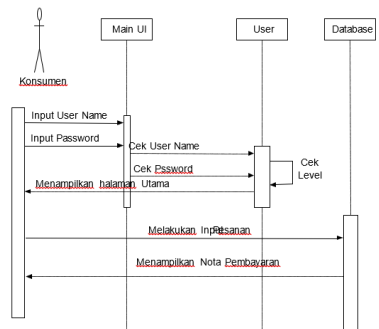 Main UI
User
Database
Konsumen
Input User Name
Input Password
Cek User Name
Cek Pssword
Cek
Level
Menampilkan halaman Utama
Melakukan Input Pesanan
Menampilkan Nota Pembayaran